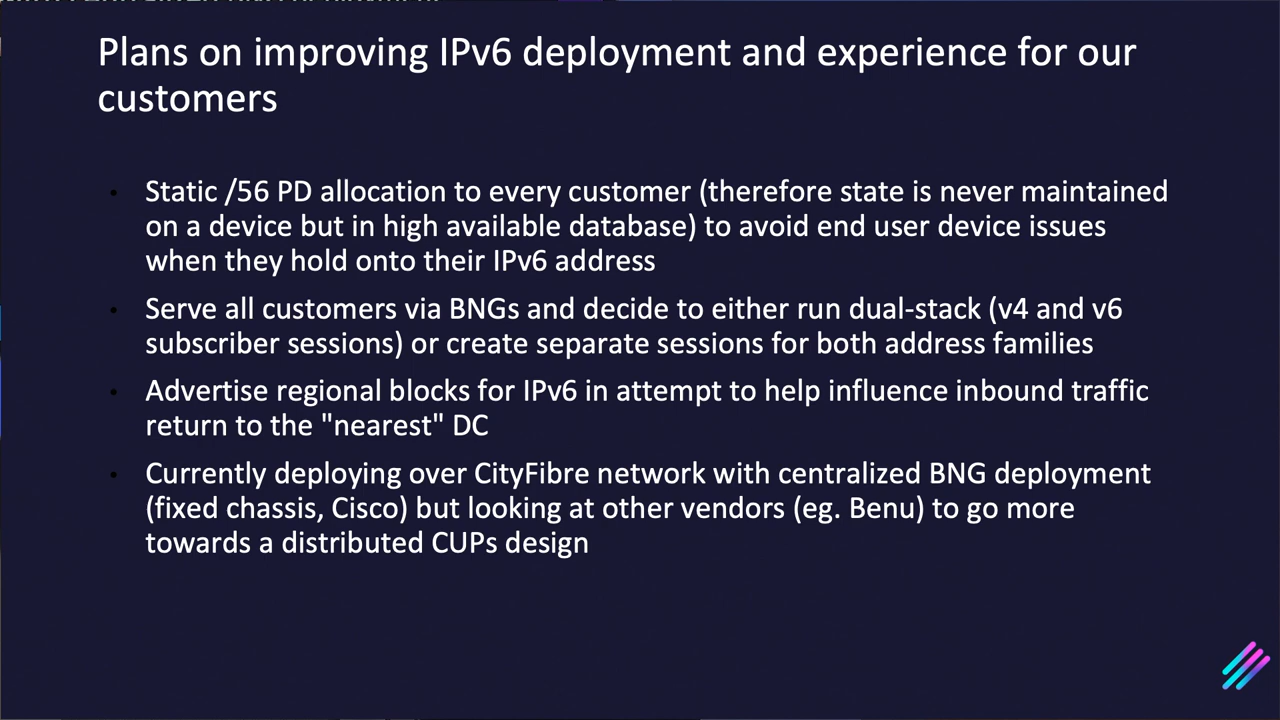 Plans on improving IPv6 deployment and experience for our
customers
Static /56 PD allocation to every customer (therefore state is never maintained
on a device but in high available database) to avoid end user device issues
when they hold onto their IPv6 address
Serve all customers via BNGs and decide to either run dual-stack (v4 and v6
subscriber sessions) or create separate sessions for both address families
Advertise regional blocks for IPv6 in attempt to help influence inbound traffic
return to the "nearest" DC
Currently deploying over CityFibre network with centralized BNG deployment
(fixed chassis, Cisco) but looking at other vendors (eg. Benu) to go more
towards a distributed CUPs design